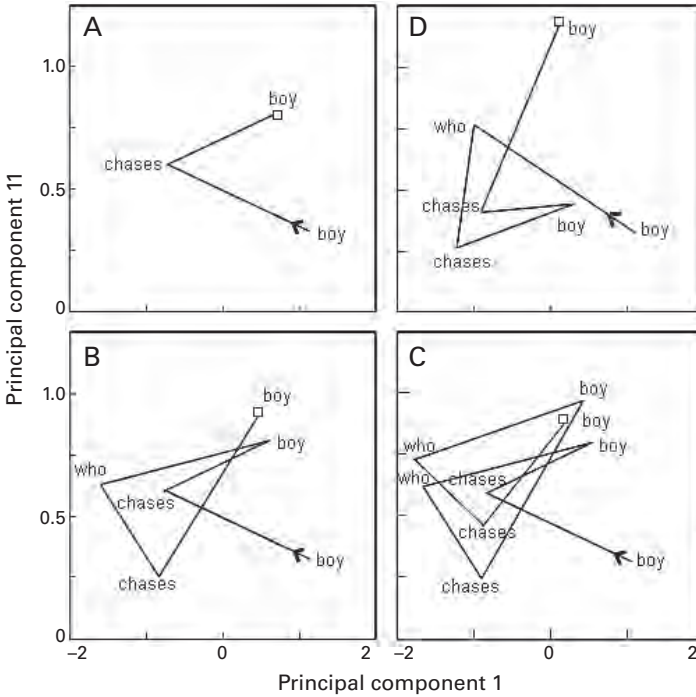 A
1.0
boy
chases
0.5
boy
0
D
boy
who
chases
boy
boy
chases
B
1.0
boy
boy
who
chases
0.5
boy
chases
0
−2
0
2
C
boy
boy
boy
who
who
chases
chases
boy
chases
−2
0
2
Principal component 11
Principal component 1